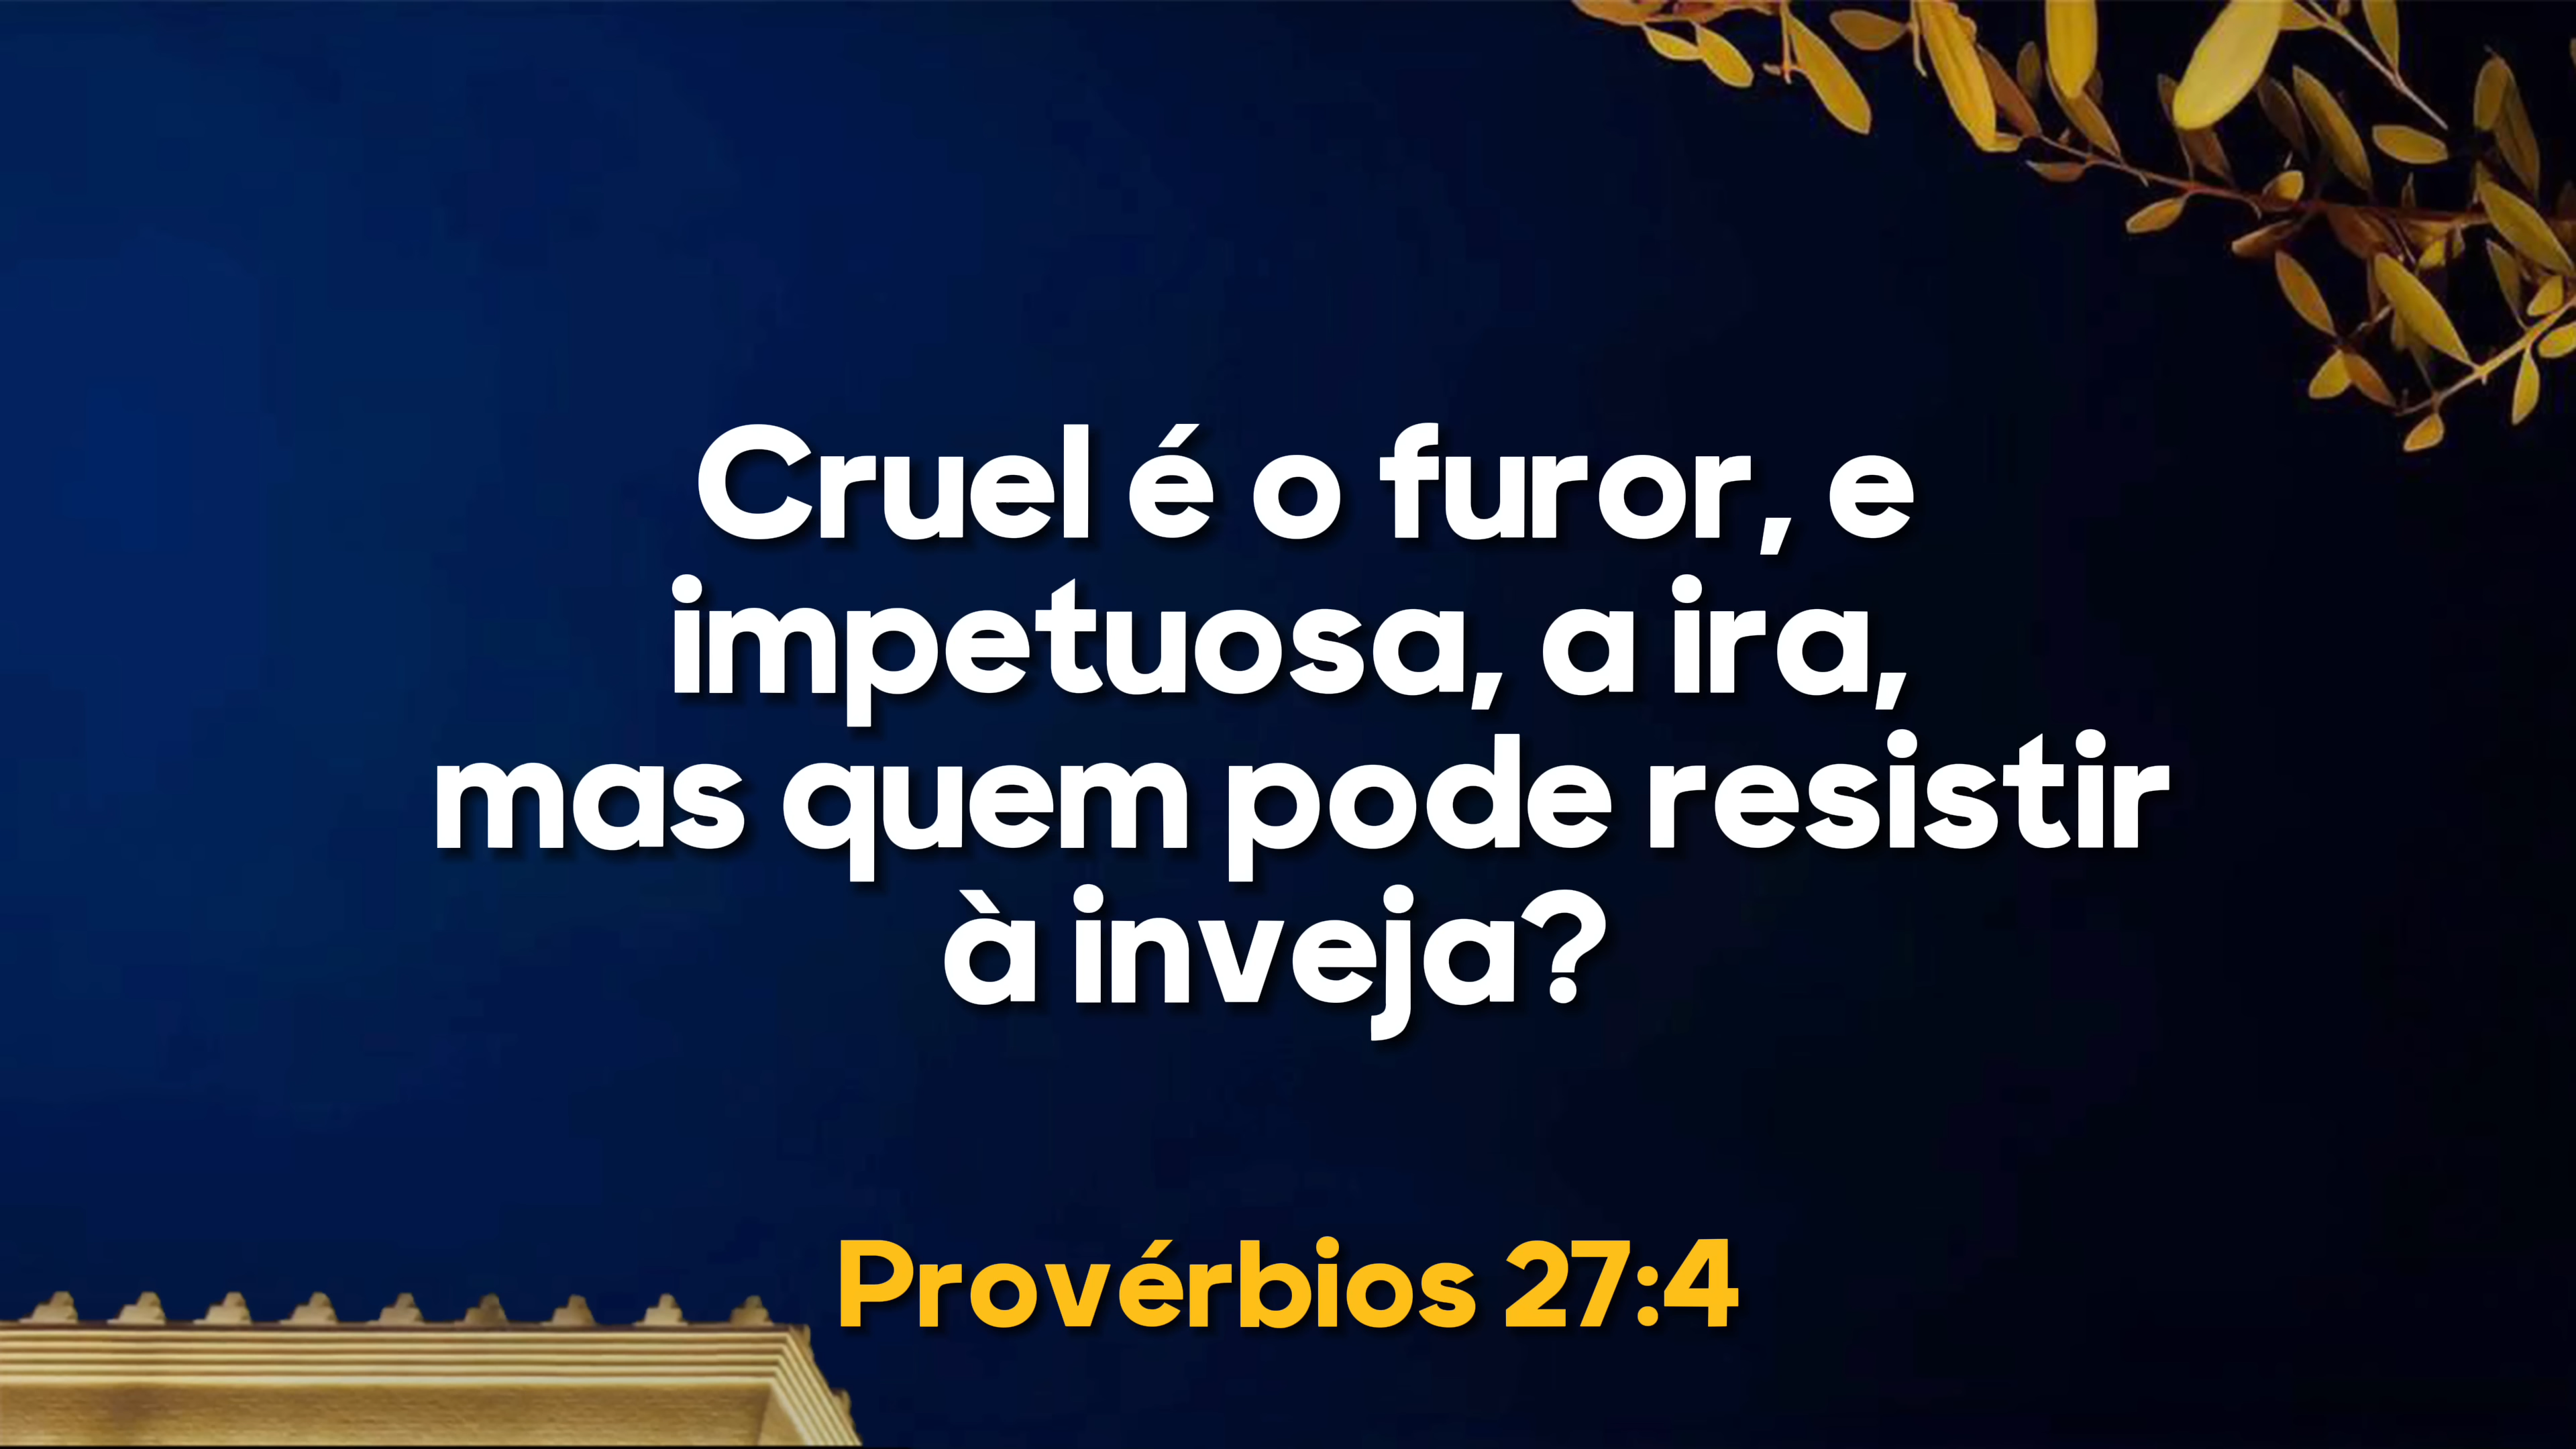 Cruel é o furor, e
impetuosa, a ira,
mas quem pode resistir
à inveja?
Provérbios 27:4